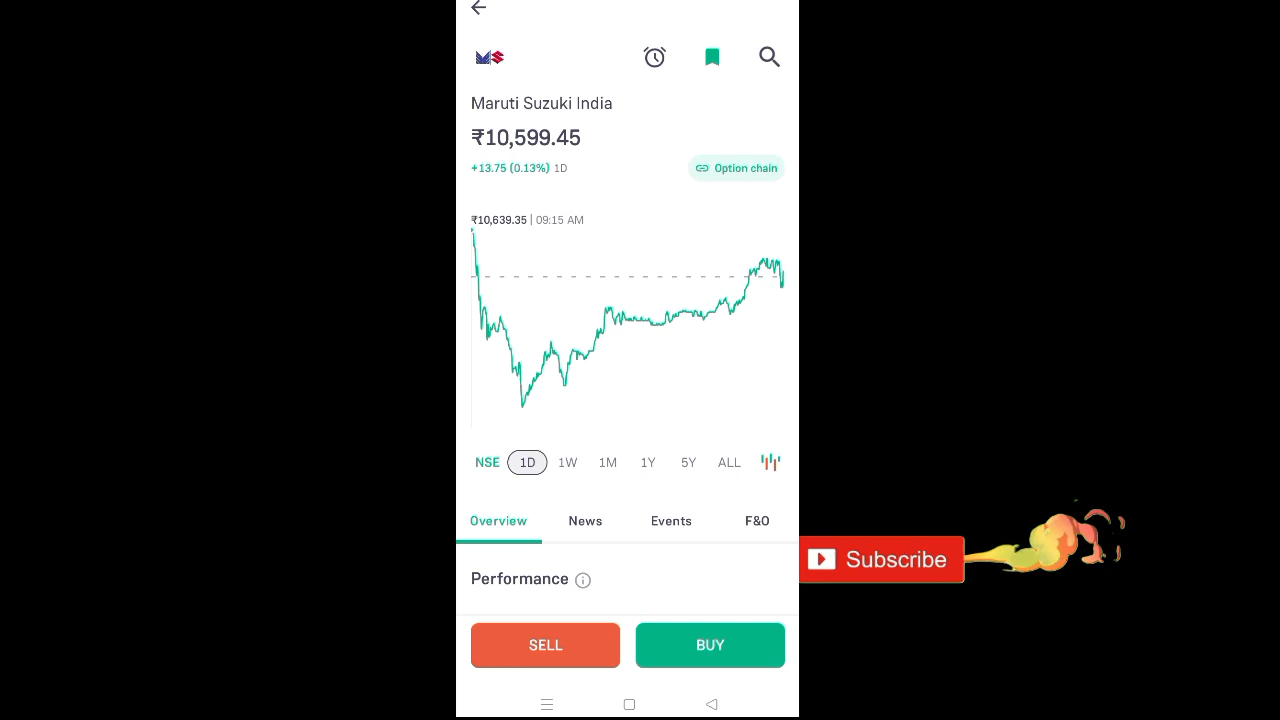 Maruti Suzuki India
₹10,599.45
+13.75 (0.13%) 1D
Option chain
₹10,639.35 | 09:15 AM
NSE 1D 1W 1M 1Y 5Y ALL
Overview News Events F&O
Subscribe
Performance
SELL BUY